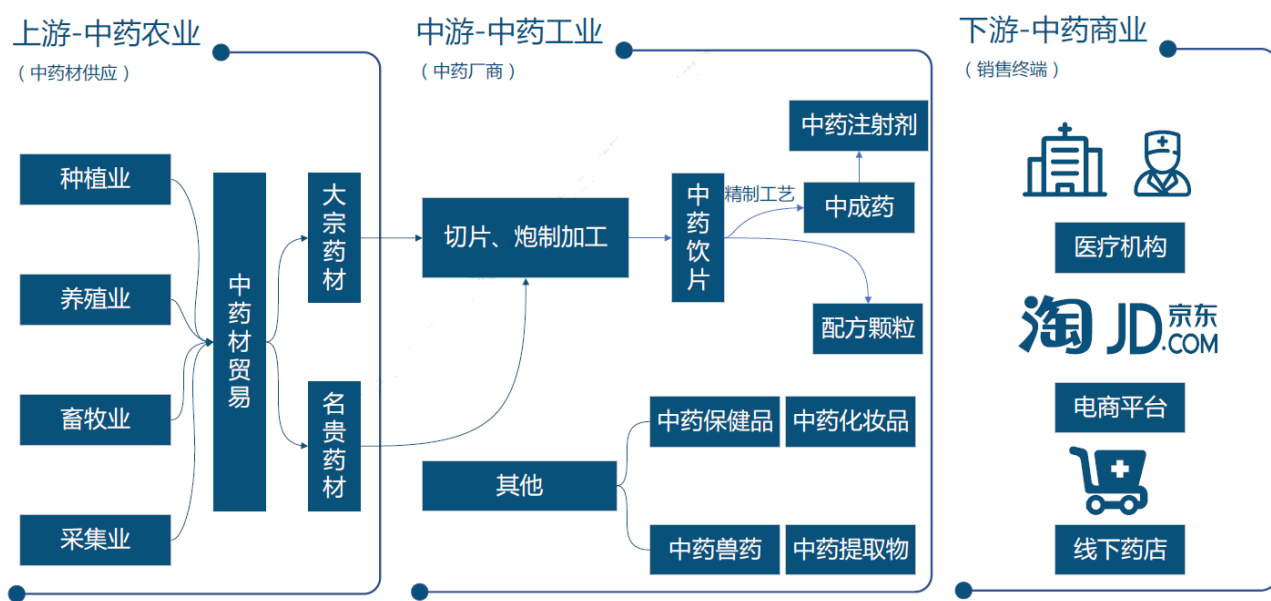 上游-中药农业
（中药材供应）
种植业
养殖业
畜牧业
采集业
中药材贸易
大宗药材
名贵药材
中游-中药工业
（中药厂商）
切片、炮制加工
中药饮片
精制工艺
中药注射剂
中成药
配方颗粒
其他
中药保健品
中药化妆品
中药兽药
中药提取物
下游-中药商业
（销售终端）
医疗机构
淘
JD.COM
京东
电商平台
线下药店